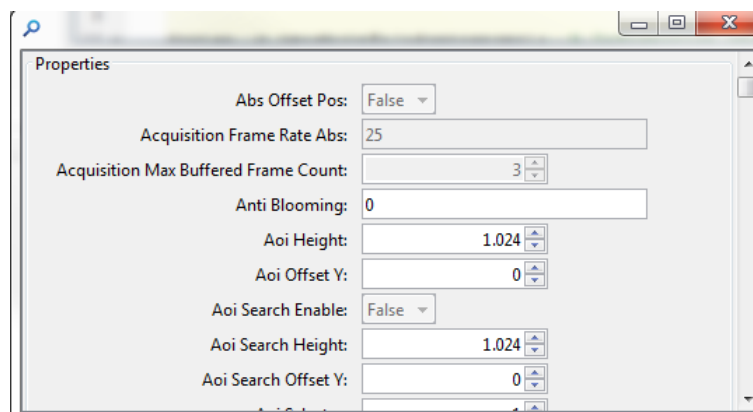 Properties
Abs Offset Pos: False
Acquisition Frame Rate Abs: 25
Acquisition Max Buffered Frame Count: 3
Anti Blooming: 0
Aoi Height: 1.024
Aoi Offset Y: 0
Aoi Search Enable: False
Aoi Search Height: 1.024
Aoi Search Offset Y: 0